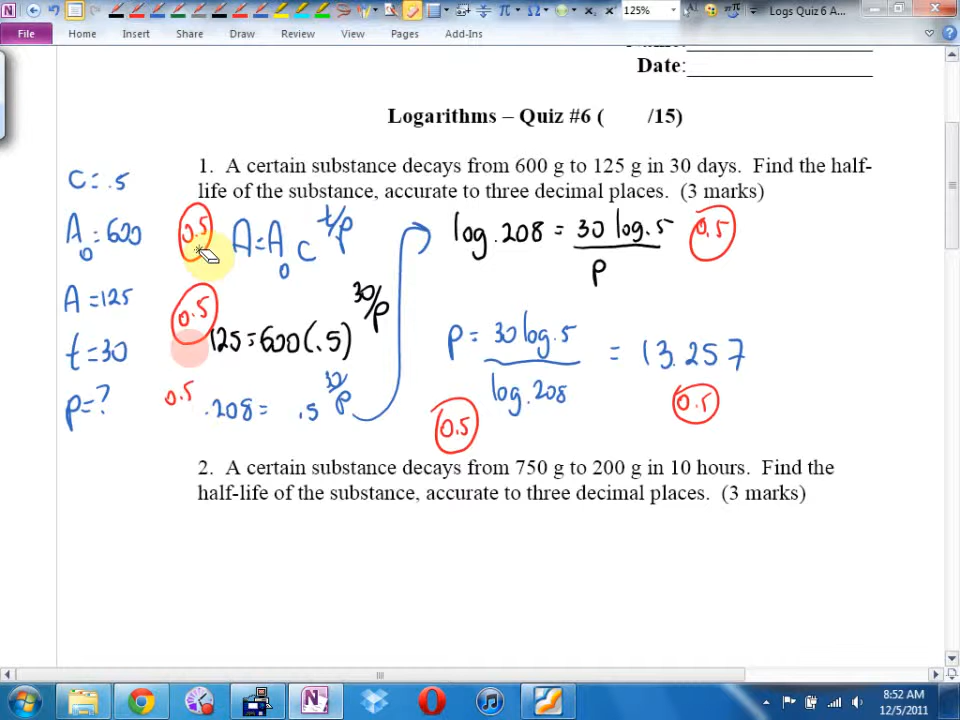 125%
Logs Quiz 6 A...
File Home Insert Share Draw Review View Pages Add-Ins
Date:
Logarithms – Quiz #6 ( /15)
1. A certain substance decays from 600 g to 125 g in 30 days. Find the half-
life of the substance, accurate to three decimal places. (3 marks)
C = .5
A₀ = 600
A = 125
t = 30
p = ?
0.5 A = A₀ C^t/p
0.5 125 = 600(.5)^30/p
0.5 .208 = .5^30/p
log .208 = 30 log .5 / p 0.5
p = 30 log .5 / log .208 = 13.257
0.5 0.5
2. A certain substance decays from 750 g to 200 g in 10 hours. Find the
half-life of the substance, accurate to three decimal places. (3 marks)
8:52 AM
12/5/2011